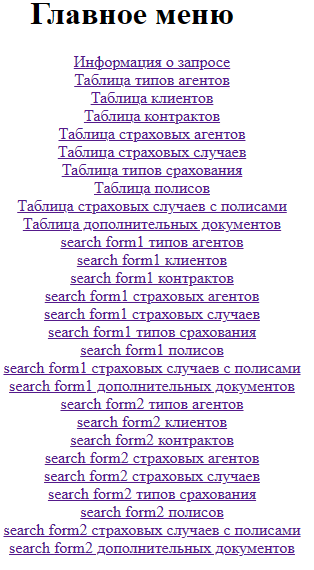 Главное меню
Информация о запросе
Таблица типов агентов
Таблица клиентов
Таблица контрактов
Таблица страховых агентов
Таблица страховых случаев
Таблица типов срахования
Таблица полисов
Таблица страховых случаев с полисами
Таблица дополнительных документов
search form1 типов агентов
search form1 клиентов
search form1 контрактов
search form1 страховых агентов
search form1 страховых случаев
search form1 типов срахования
search form1 полисов
search form1 страховых случаев с полисами
search form1 дополнительных документов
search form2 типов агентов
search form2 клиентов
search form2 контрактов
search form2 страховых агентов
search form2 страховых случаев
search form2 типов срахования
search form2 полисов
search form2 страховых случаев с полисами
search form2 дополнительных документов